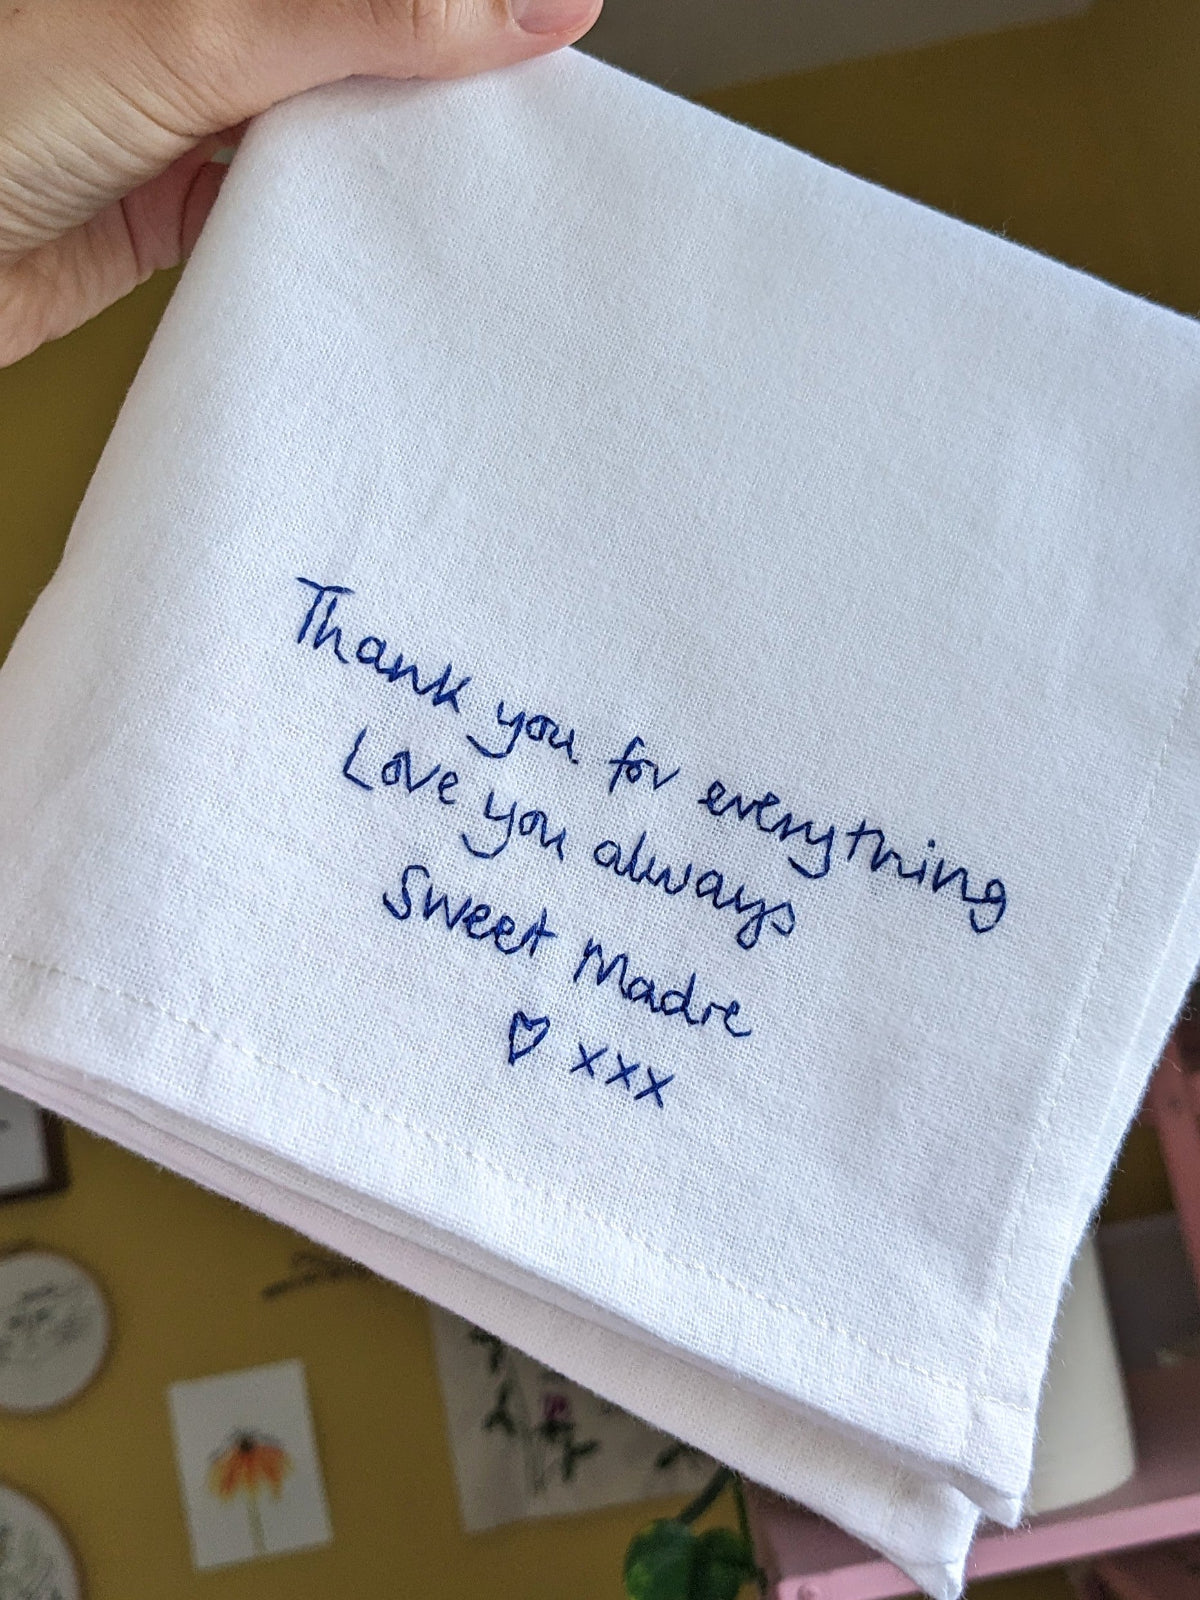 Thank you for everything
Love you always
Sweet Madre
♡ xxx